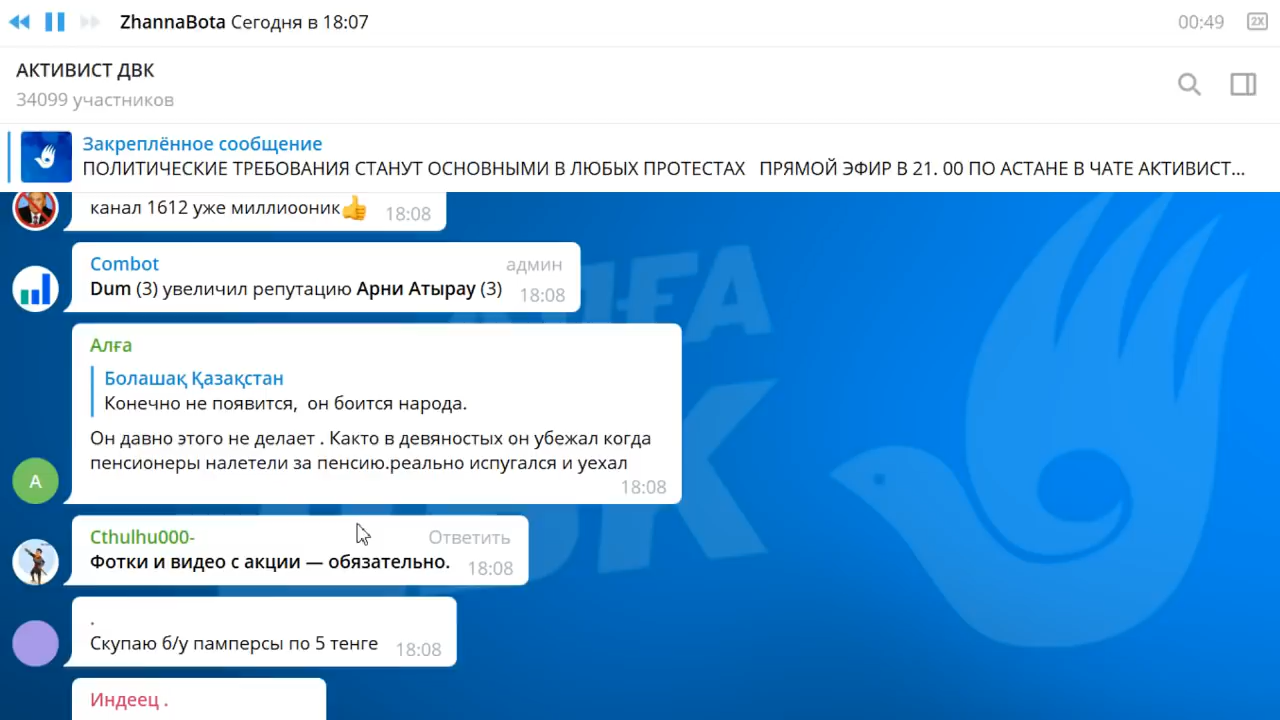 ZhannaBota Сегодня в 18:07
00:49
2X
АКТИВИСТ ДВК
34099 участников
Закреплённое сообщение
ПОЛИТИЧЕСКИЕ ТРЕБОВАНИЯ СТАНУТ ОСНОВНЫМИ В ЛЮБЫХ ПРОТЕСТАХ ПРЯМОЙ ЭФИР В 21. 00 ПО АСТАНЕ В ЧАТЕ АКТИВИСТ...
канал 1612 уже миллиооник👍 18:08
Combot админ
Dum (3) увеличил репутацию Арни Атырау (3) 18:08
Алға
Болашақ Қазақстан
Конечно не появится, он боится народа.
Он давно этого не делает . Както в девяностых он убежал когда
пенсионеры налетели за пенсию.реально испугался и уехал
18:08
A
Cthulhu000- Ответить
Фотки и видео с акции — обязательно. 18:08
.
Скупаю б/у памперсы по 5 тенге 18:08
Индеец .
АЛҒА
ДВК